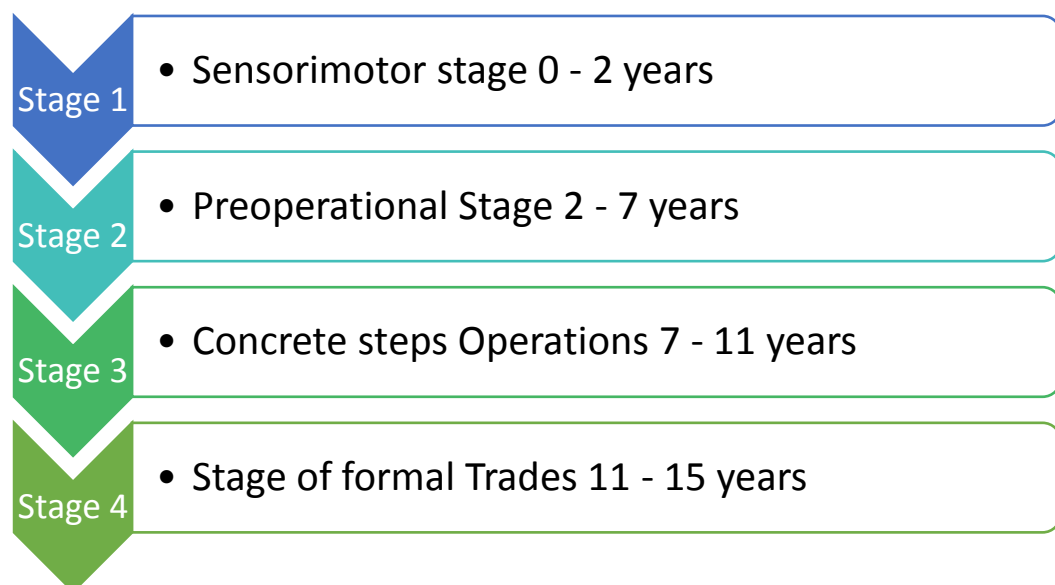 Stage 1
• Sensorimotor stage 0 - 2 years
Stage 2
• Preoperational Stage 2 - 7 years
Stage 3
• Concrete steps Operations 7 - 11 years
Stage 4
• Stage of formal Trades 11 - 15 years